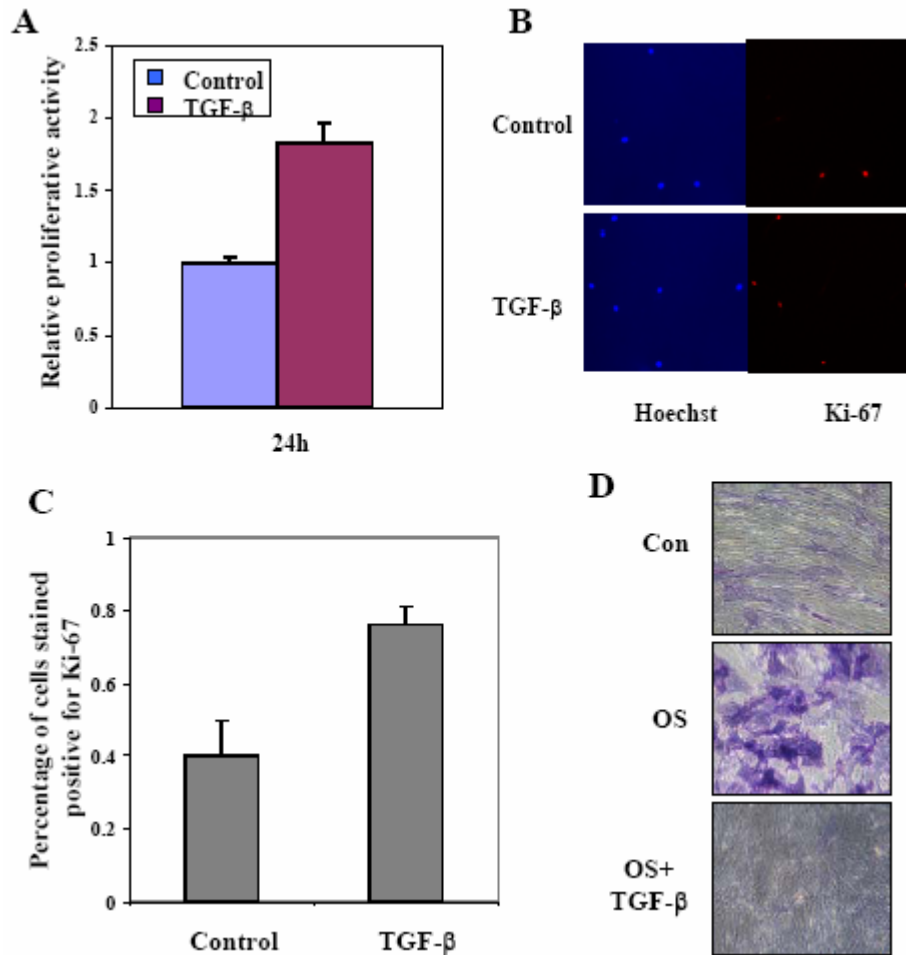 A
Relative proliferative activity
2.5
2
1.5
1
0.5
0
Control
TGF-β
24h
B
Control
TGF-β
Hoechst
Ki-67
C
Percentage of cells stained
positive for Ki-67
1
0.8
0.6
0.4
0.2
0
Control
TGF-β
D
Con
OS
OS+
TGF-β